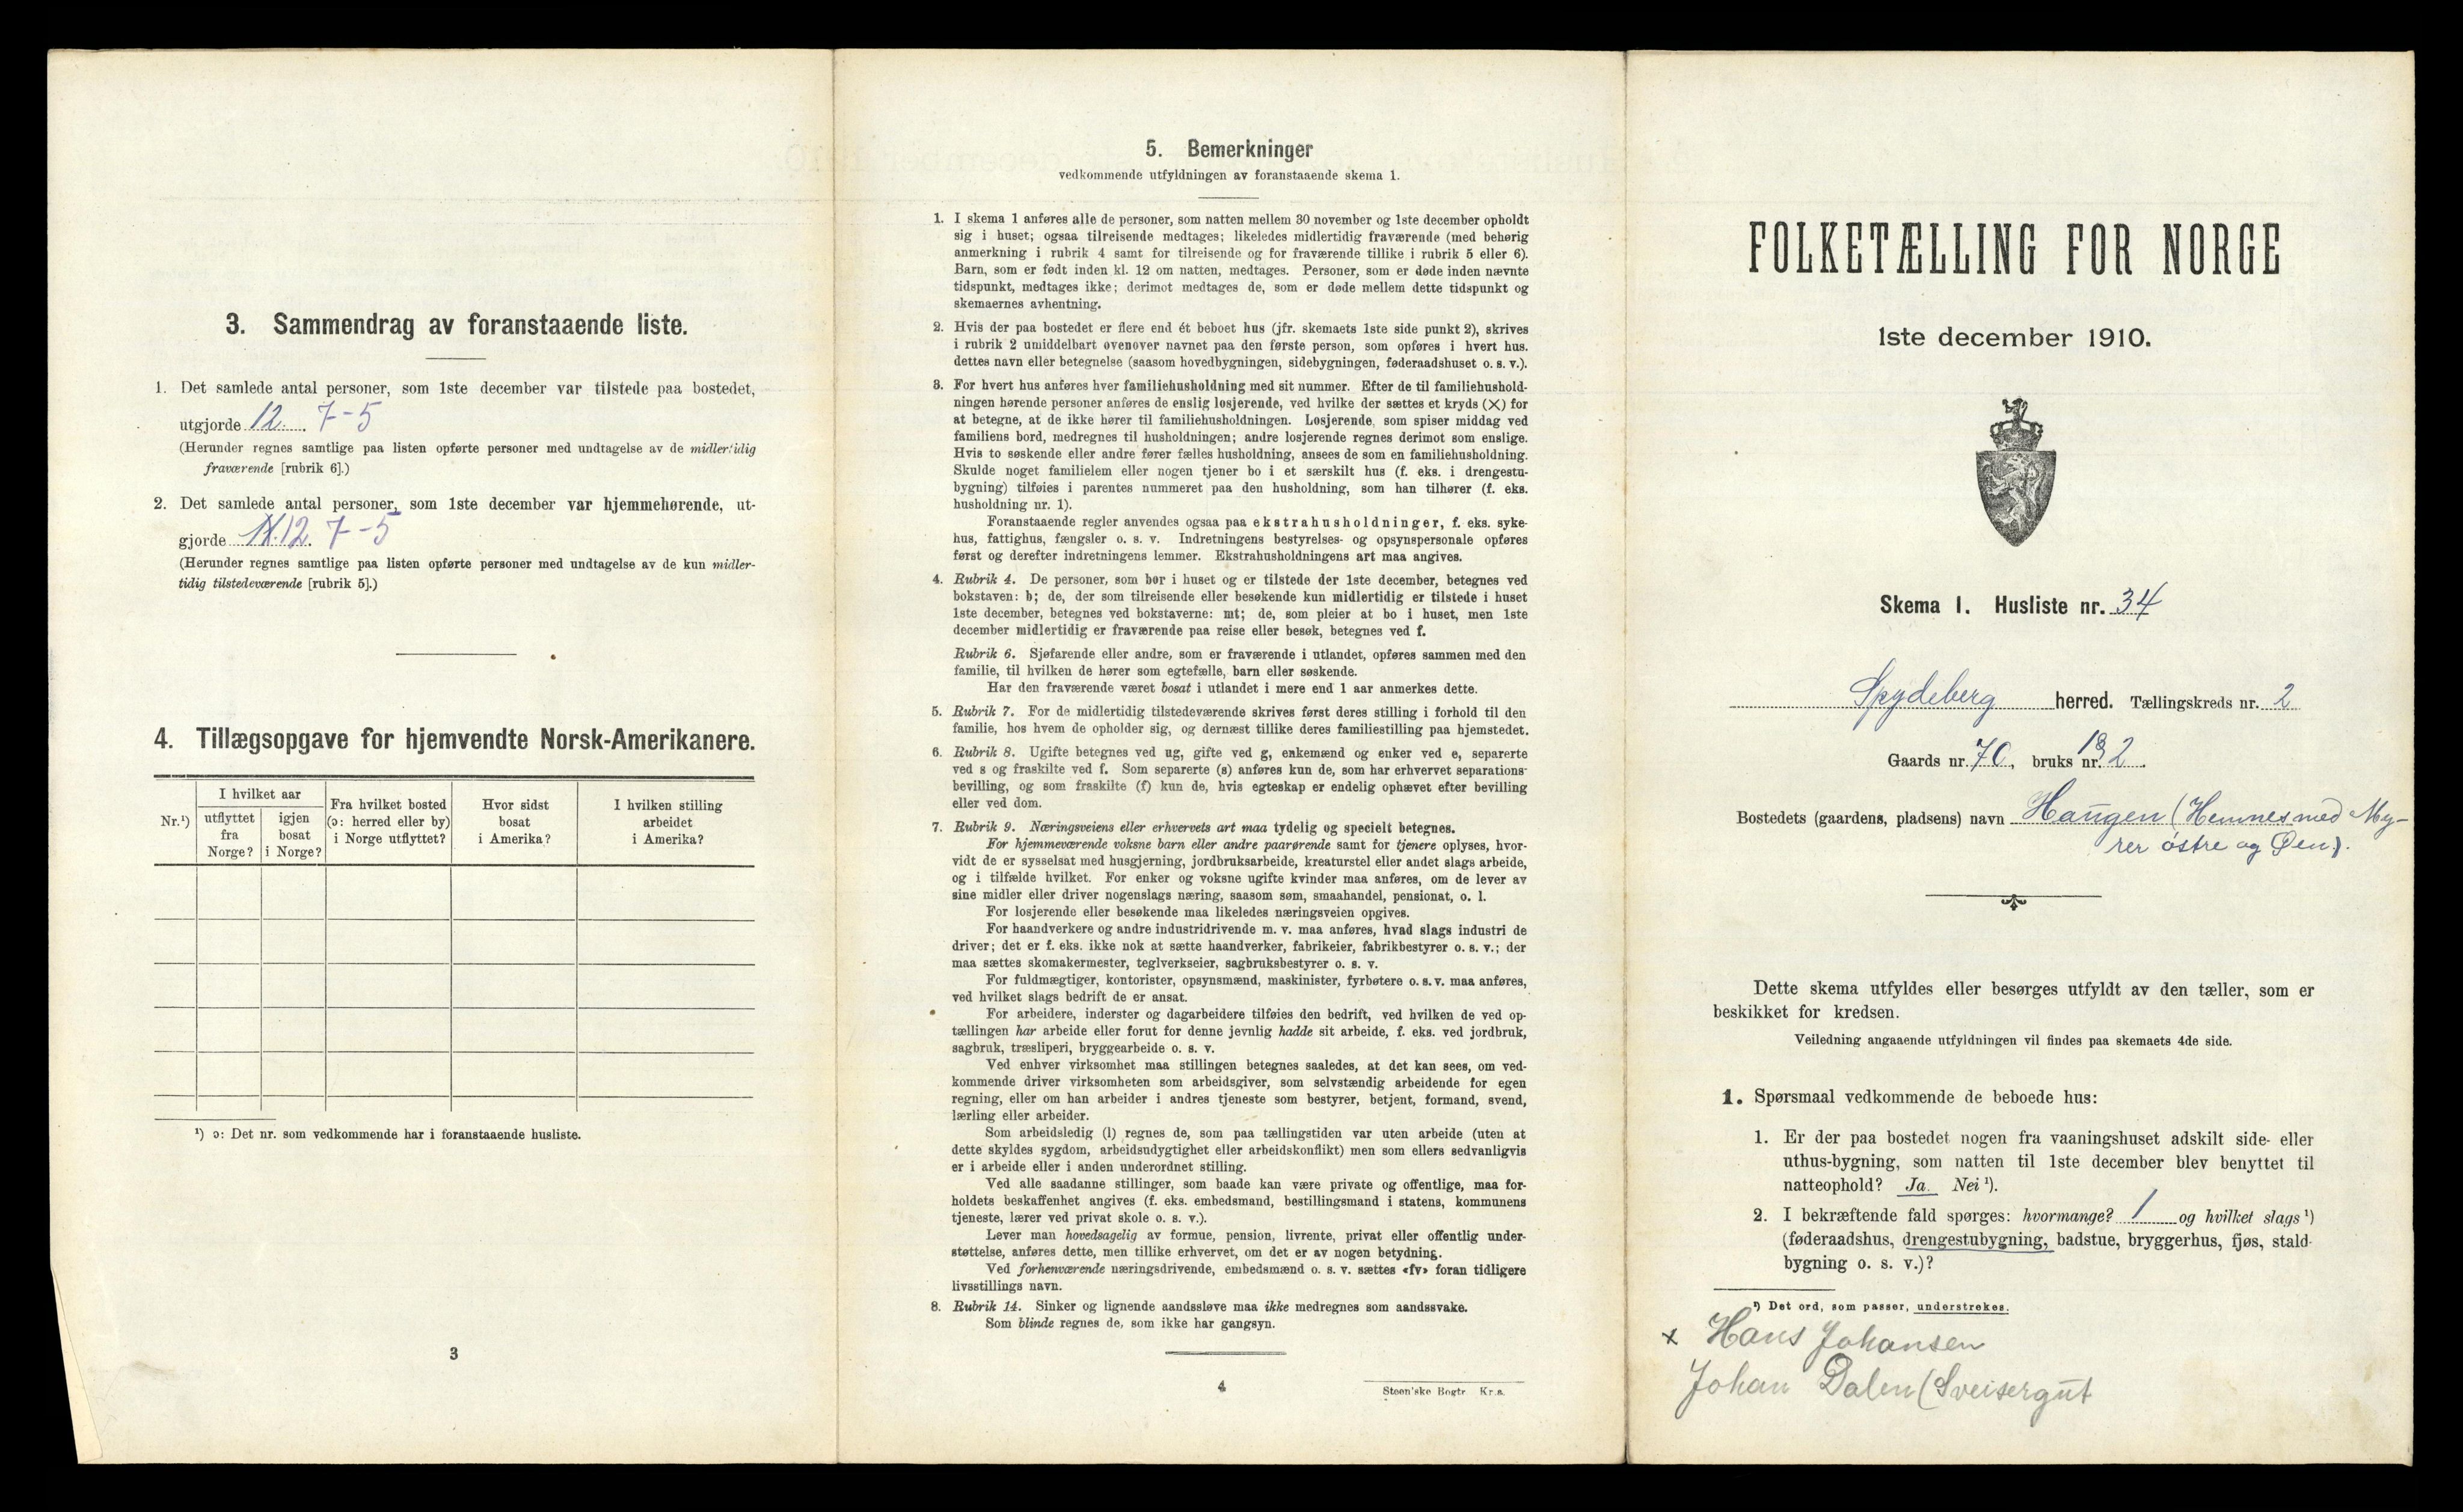 3. Sammendrag av foranstaaende liste.
1. Det samlede antal personer, som 1ste december var tilstede paa bostedet,
utgjorde 12. 7-5
(Herunder regnes samtlige paa listen opførte personer med undtagelse av de midlertidig
fraværende [rubrik 6].)
2. Det samlede antal personer, som 1ste december var hjemmehørende, ut-
gjorde 12. 7-5
(Herunder regnes samtlige paa listen opførte personer med undtagelse av de kun midler-
tidig tilstedeværende [rubrik 5].)
4. Tillægsopgave for hjemvendte Norsk-Amerikanere.
Nr.¹)
I hvilket aar
utflyttet fra Norge?
igjen bosat i Norge?
Fra hvilket bosted (ɔ: herred eller by) i Norge utflyttet?
Hvor sidst bosat i Amerika?
I hvilken stilling arbeidet i Amerika?
¹) ɔ: Det nr. som vedkommende har i foranstaaende husliste.
3
5. Bemerkninger
vedkommende utfyldningen av foranstaaende skema 1.
1. I skema 1 anføres alle de personer, som natten mellem 30 november og 1ste december opholdt
sig i huset; ogsaa tilreisende medtages; likeledes midlertidig fraværende (med behørig
anmerkning i rubrik 4 samt for tilreisende og for fraværende tillike i rubrik 5 eller 6).
Barn, som er født inden kl. 12 om natten, medtages. Personer, som er døde inden nævnte
tidspunkt, medtages ikke; derimot medtages de, som er døde mellem dette tidspunkt og
skemaernes avhentning.
2. Hvis der paa bostedet er flere end ét beboet hus (jfr. skemaets 1ste side punkt 2), skrives
i rubrik 2 umiddelbart ovenover navnet paa den første person, som opføres i hvert hus.
dettes navn eller betegnelse (saasom hovedbygningen, sidebygningen, føderaadshuset o. s. v.).
3. For hvert hus anføres hver familiehusholdning med sit nummer. Efter de til familiehushold-
ningen hørende personer anføres de enslig losjerende, ved hvilke der sættes et kryds (×) for
at betegne, at de ikke hører til familiehusholdningen. Losjerende, som spiser middag ved
familiens bord, medregnes til husholdningen; andre losjerende regnes derimot som enslige.
Hvis to søskende eller andre fører fælles husholdning, ansees de som en familiehusholdning.
Skulde noget familielem eller nogen tjener bo i et særskilt hus (f. eks. i drengestu-
bygning) tilføies i parentes nummeret paa den husholdning, som han tilhører (f. eks.
husholdning nr. 1).
Foranstaaende regler anvendes ogsaa paa ekstrahusholdninger, f. eks. syke-
hus, fattighus, fængsler o. s. v. Indretningens bestyrelses- og opsynspersonale opføres
først og derefter indretningens lemmer. Ekstrahusholdningens art maa angives.
4. Rubrik 4. De personer, som bor i huset og er tilstede der 1ste december, betegnes ved
bokstaven: b; de, der som tilreisende eller besøkende kun midlertidig er tilstede i huset
1ste december, betegnes ved bokstaverne: mt; de, som pleier at bo i huset, men 1ste
december midlertidig er fraværende paa reise eller besøk, betegnes ved f.
Rubrik 6. Sjøfarende eller andre, som er fraværende i utlandet, opføres sammen med den
familie, til hvilken de hører som egtefælle, barn eller søskende.
Har den fraværende været bosat i utlandet i mere end 1 aar anmerkes dette.
5. Rubrik 7. For de midlertidig tilstedeværende skrives først deres stilling i forhold til den
familie, hos hvem de opholder sig, og dernæst tillike deres familiestilling paa hjemstedet.
6. Rubrik 8. Ugifte betegnes ved ug, gifte ved g, enkemænd og enker ved e, separerte
ved s og fraskilte ved f. Som separerte (s) anføres kun de, som har erhvervet separations-
bevilling, og som fraskilte (f) kun de, hvis egteskap er endelig ophævet efter bevilling
eller ved dom.
7. Rubrik 9. Næringsveiens eller erhvervets art maa tydelig og specielt betegnes.
For hjemmeværende voksne barn eller andre paarørende samt for tjenere oplyses, hvor-
vidt de er sysselsat med husgjerning, jordbruksarbeide, kreaturstel eller andet slags arbeide,
og i tilfælde hvilket. For enker og voksne ugifte kvinder maa anføres, om de lever av
sine midler eller driver nogenslags næring, saasom søm, smaahandel, pensionat, o. l.
For losjerende eller besøkende maa likeledes næringsveien opgives.
For haandverkere og andre industridrivende m. v. maa anføres, hvad slags industri de
driver; det er f. eks. ikke nok at sætte haandverker, fabrikeier, fabrikbestyrer o. s. v.; der
maa sættes skomakermester, teglverkseier, sagbruksbestyrer o. s. v.
For fuldmægtiger, kontorister, opsynsmænd, maskinister, fyrbøtere o. s. v. maa anføres,
ved hvilket slags bedrift de er ansat.
For arbeidere, inderster og dagarbeidere tilføies den bedrift, ved hvilken de ved op-
tællingen har arbeide eller forut for denne jevnlig hadde sit arbeide, f. eks. ved jordbruk,
sagbruk, træsliperi, bryggearbeide o. s. v.
Ved enhver virksomhet maa stillingen betegnes saaledes, at det kan sees, om ved-
kommende driver virksomheten som arbeidsgiver, som selvstændig arbeidende for egen
regning, eller om han arbeider i andres tjeneste som bestyrer, betjent, formand, svend,
lærling eller arbeider.
Som arbeidsledig (l) regnes de, som paa tællingstiden var uten arbeide (uten at
dette skyldes sygdom, arbeidsudygtighet eller arbeidskonflikt) men som ellers sedvanligvis
er i arbeide eller i anden underordnet stilling.
Ved alle saadanne stillinger, som baade kan være private og offentlige, maa for-
holdets beskaffenhet angives (f. eks. embedsmand, bestillingsmand i statens, kommunens
tjeneste, lærer ved privat skole o. s. v.).
Lever man hovedsagelig av formue, pension, livrente, privat eller offentlig under-
støttelse, anføres dette, men tillike erhvervet, om det er av nogen betydning.
Ved forhenværende næringsdrivende, embedsmænd o. s. v. sættes «fv» foran tidligere
livsstillings navn.
8. Rubrik 14. Sinker og lignende aandssløve maa ikke medregnes som aandssvake.
Som blinde regnes de, som ikke har gangsyn.
4
Steen'ske Bogtr Kr.a.
FOLKETÆLLING FOR NORGE
1ste december 1910.
Skema 1. Husliste nr. 34
Spydeberg herred. Tællingskreds nr. 2
Gaards nr. 70, bruks nr. 2.
Bostedets (gaardens, pladsens) navn Haugen (Hemnes med My-
rer østre og Øen).
Dette skema utfyldes eller besørges utfyldt av den tæller, som er
beskikket for kredsen.
Veiledning angaaende utfyldningen vil findes paa skemaets 4de side.
1. Spørsmaal vedkommende de beboede hus:
1. Er der paa bostedet nogen fra vaaningshuset adskilt side- eller
uthus-bygning, som natten til 1ste december blev benyttet til
natteophold? Ja. Nei ¹).
2. I bekræftende fald spørges: hvormange? 1 og hvilket slags ¹)
(føderaadshus, drengestubygning, badstue, bryggerhus, fjøs, stald-
bygning o. s. v.)?
¹) Det ord, som passer, understrekes.
x Hans Johansen
Johan Dalen (Sveisergut